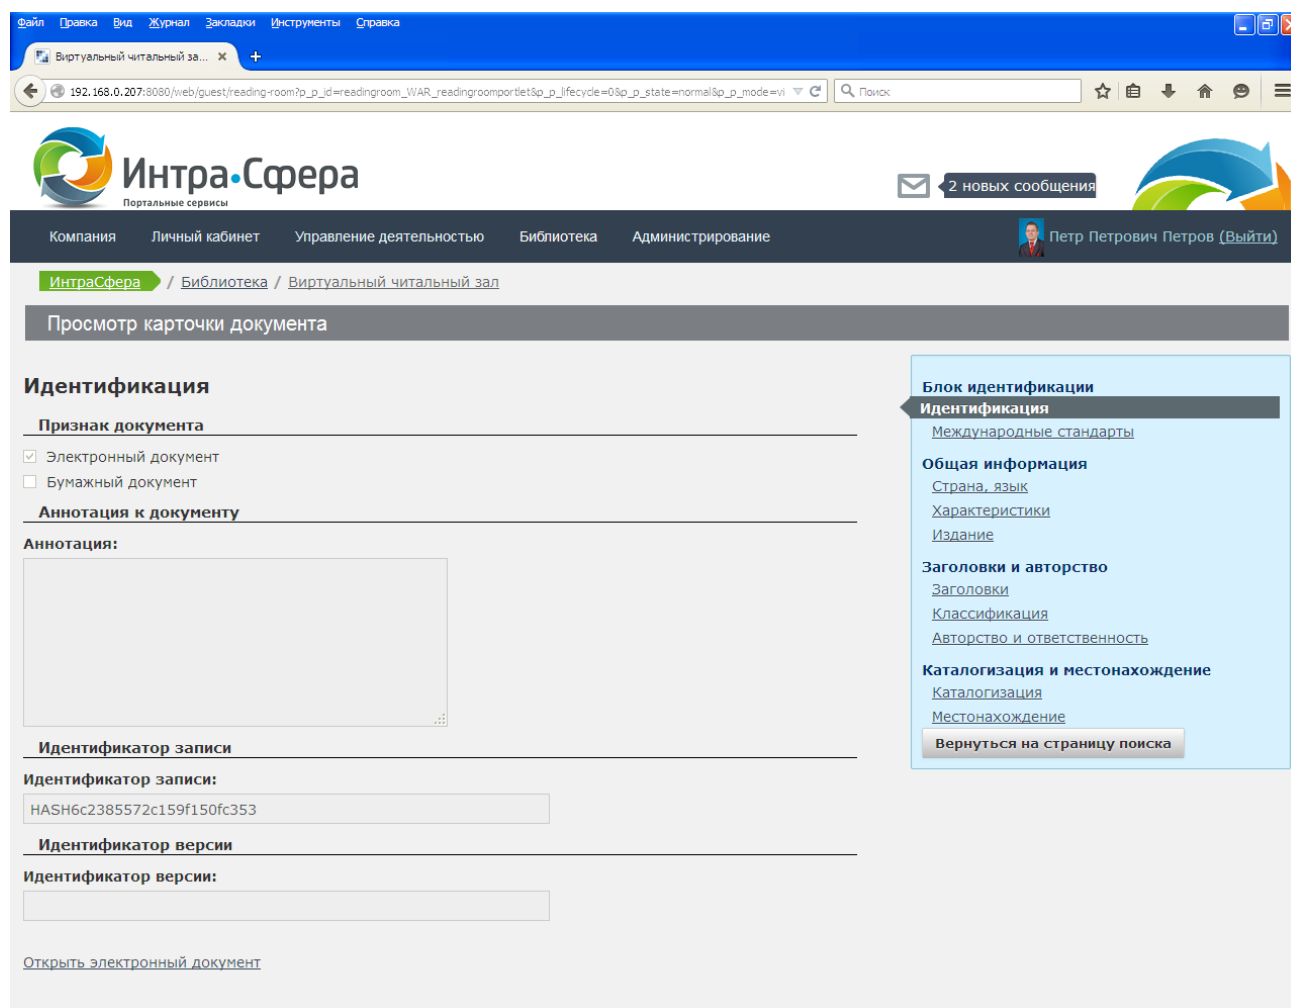 Файл Правка Вид Журнал Закладки Инструменты Справка
Виртуальный читальный за...
192.168.0.207:8080/web/guest/reading-room?p_p_id=readingroom_WAR_readingroomportlet&p_p_lifecycle=0&p_p_state=normal&p_p_mode=vi
Поиск
Интра•Сфера
Портальные сервисы
2 новых сообщения
Компания Личный кабинет Управление деятельностью Библиотека Администрирование Петр Петрович Петров (Выйти)
ИнтраСфера / Библиотека / Виртуальный читальный зал
Просмотр карточки документа
Идентификация
Признак документа
Электронный документ
Бумажный документ
Аннотация к документу
Аннотация:
Идентификатор записи
Идентификатор записи:
HASH6c2385572c159f150fc353
Идентификатор версии
Идентификатор версии:
Открыть электронный документ
Блок идентификации
Идентификация
Международные стандарты
Общая информация
Страна, язык
Характеристики
Издание
Заголовки и авторство
Заголовки
Классификация
Авторство и ответственность
Каталогизация и местонахождение
Каталогизация
Местонахождение
Вернуться на страницу поиска